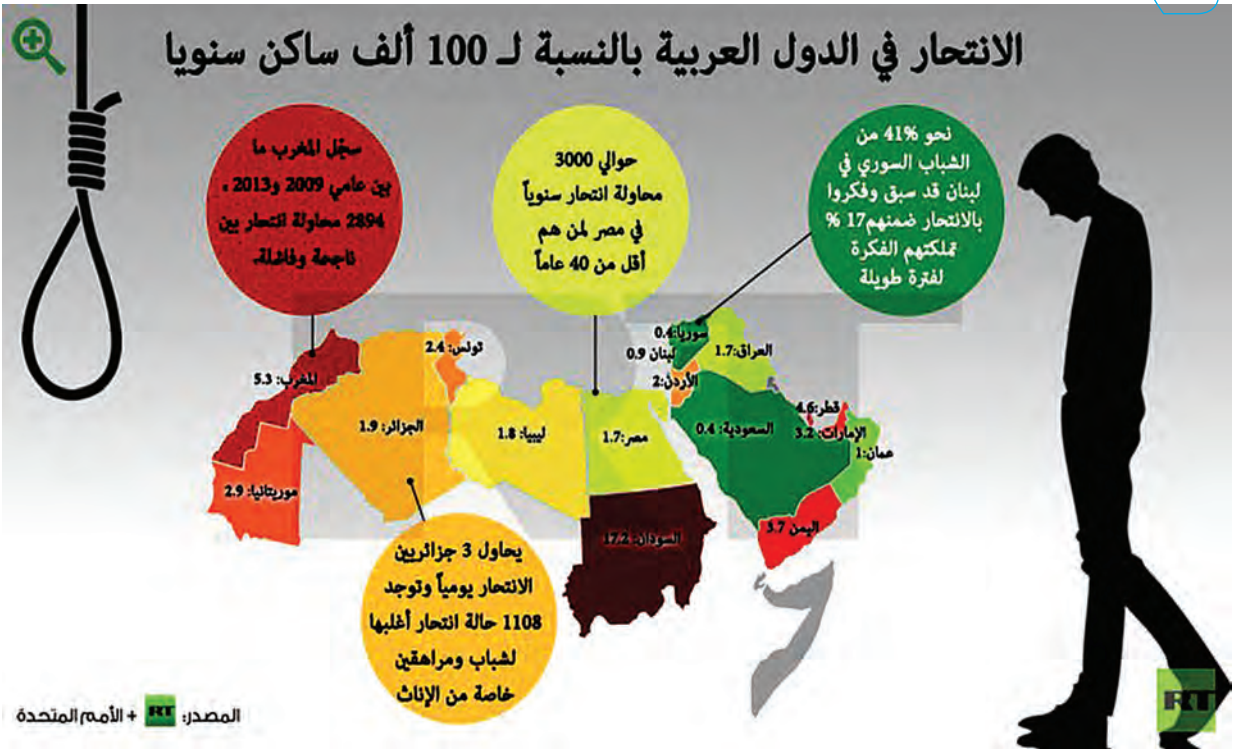 الانتحار في الدول العربية بالنسبة لـ 100 ألف ساكن سنويا
نحو 41% من
الشباب السوري في
لبنان قد سبق وفكروا
بالانتحار ضمنهم17 %
تملكتهم الفكرة
لفترة طويلة
حوالي 3000
محاولة انتحار سنوياً
في مصر لمن هم
أقل من 40 عاماً
سجّل المغرب ما
بين عامي 2009 و2013 ،
2894 محاولة انتحار بين
ناجحة وفاشلة.
سوريا:0.4
لبنان 0.9
العراق:1.7
الأردن:2
تونس: 2.4
المغرب: 5.3
الجزائر: 1.9
ليبيا: 1.8
مصر:1.7
السعودية: 0.4
قطر:4.6
الإمارات: 3.2
عمان:1
موريتانيا: 2.9
السودان: 17.2
اليمن 3.7
يحاول 3 جزائريين
الانتحار يومياً وتوجد
1108 حالة انتحار أغلبها
لشباب ومراهقين
خاصة من الإناث
المصدر: RT + الأمم المتحدة
RT